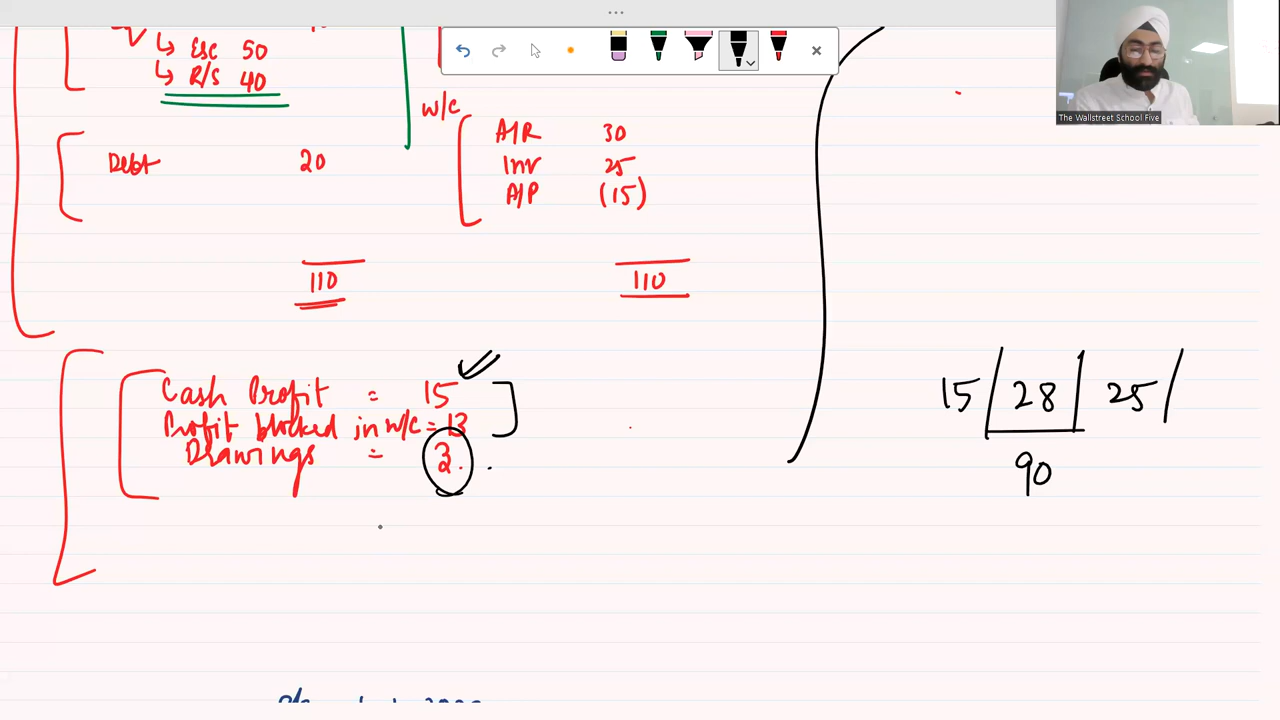 ↳ Esc 50
↳ R/S 40
Debt 20
110
W/C
A/R 30
Inv 25
A/P (15)
110
Cash Profit = 15
Profit blocked in W/C = 13
Drawings = 2.
15 / 28 / 25 /
90
The Wallstreet School Five